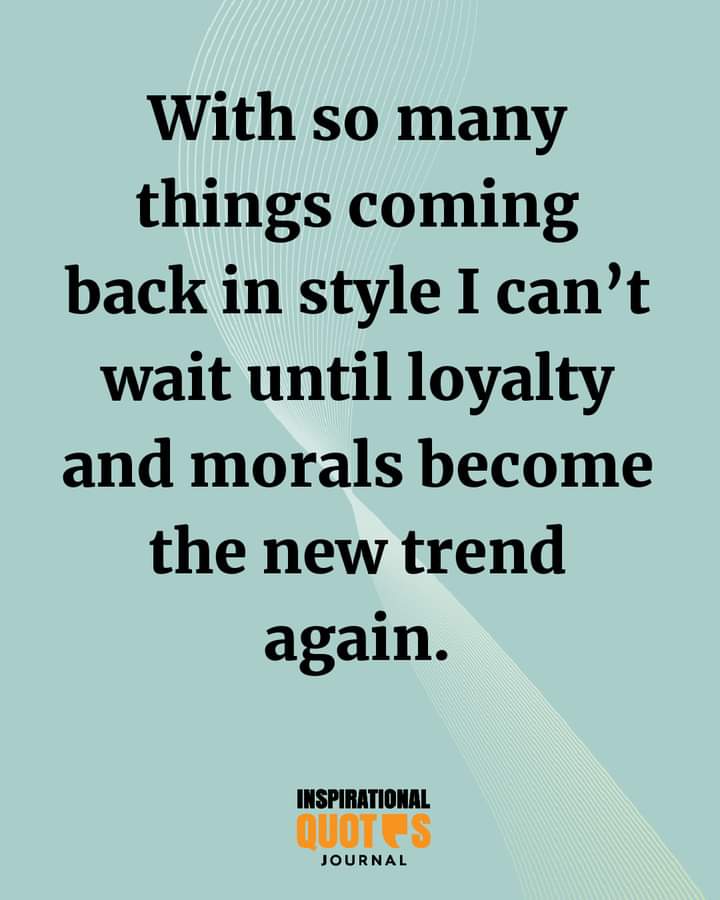 With so many
things coming
back in style I can’t
wait until loyalty
and morals become
the new trend
again.
INSPIRATIONAL
QUOTES
JOURNAL